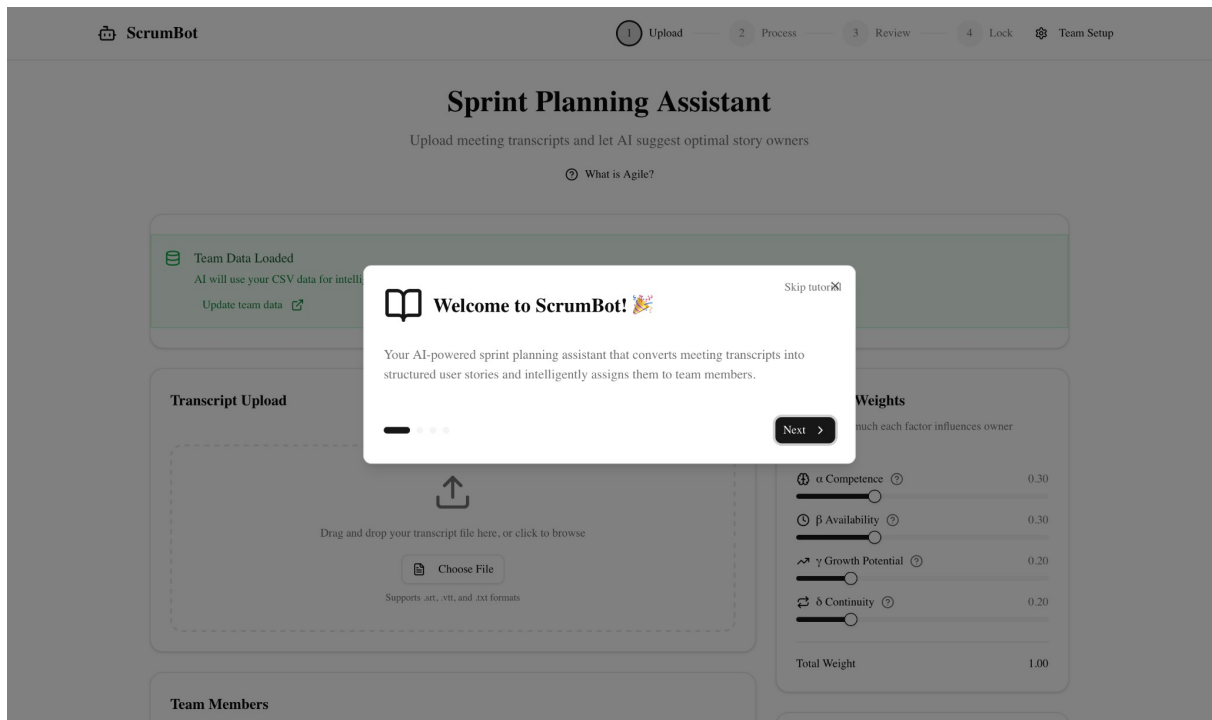 ScrumBot
1 Upload 2 Process 3 Review 4 Lock Team Setup
Sprint Planning Assistant
Upload meeting transcripts and let AI suggest optimal story owners
What is Agile?
Team Data Loaded
AI will use your CSV data for
Update team data
Welcome to ScrumBot! 🎉
Skip tutorial
Your AI-powered sprint planning assistant that converts meeting transcripts into
structured user stories and intelligently assigns them to team members.
Next
Transcript Upload
Drag and drop your transcript file here, or click to browse
Choose File
Supports .srt, .vtt, and .txt formats
Weights
much each factor influences owner
α Competence 0.30
β Availability 0.30
γ Growth Potential 0.20
δ Continuity 0.20
Total Weight 1.00
Team Members